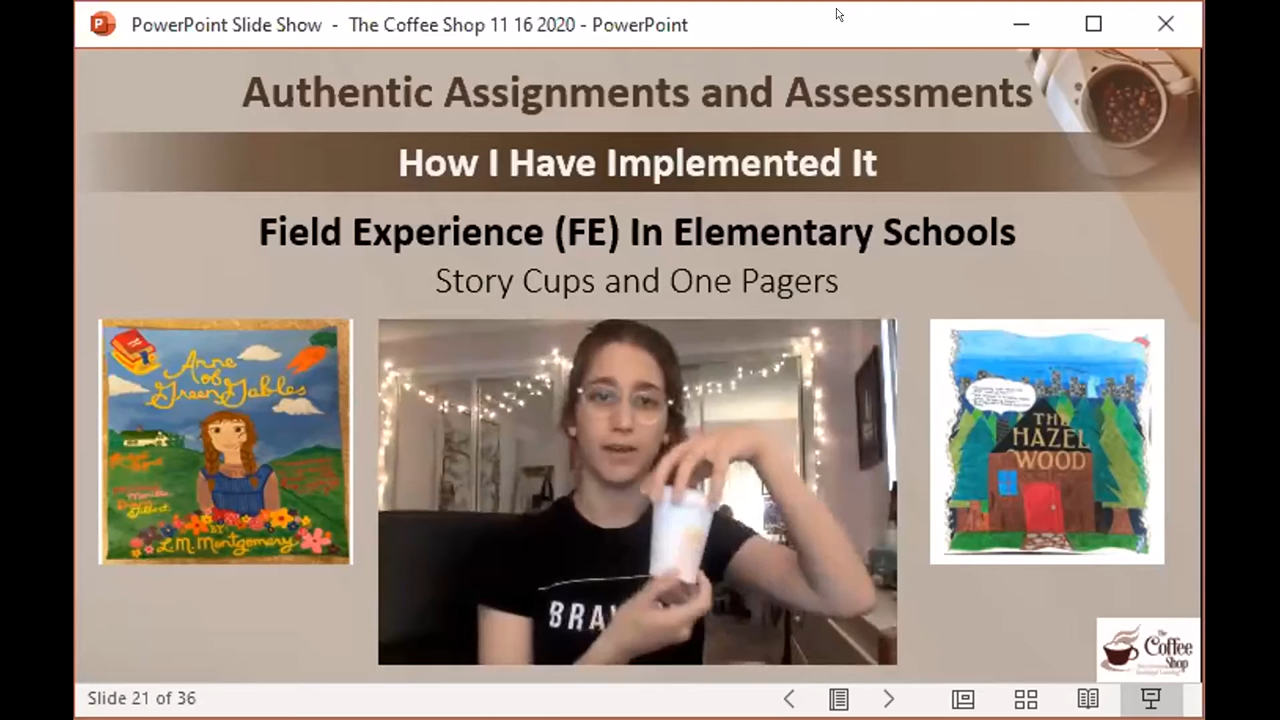 PowerPoint Slide Show - The Coffee Shop 11 16 2020 - PowerPoint
Authentic Assignments and Assessments
How I Have Implemented It
Field Experience (FE) In Elementary Schools
Story Cups and One Pagers
Anne
of
Green Gables
BY
L.M. Montgomery
BRAV
THE
HAZEL
WOOD
The
Coffee
Shop
Slide 21 of 36